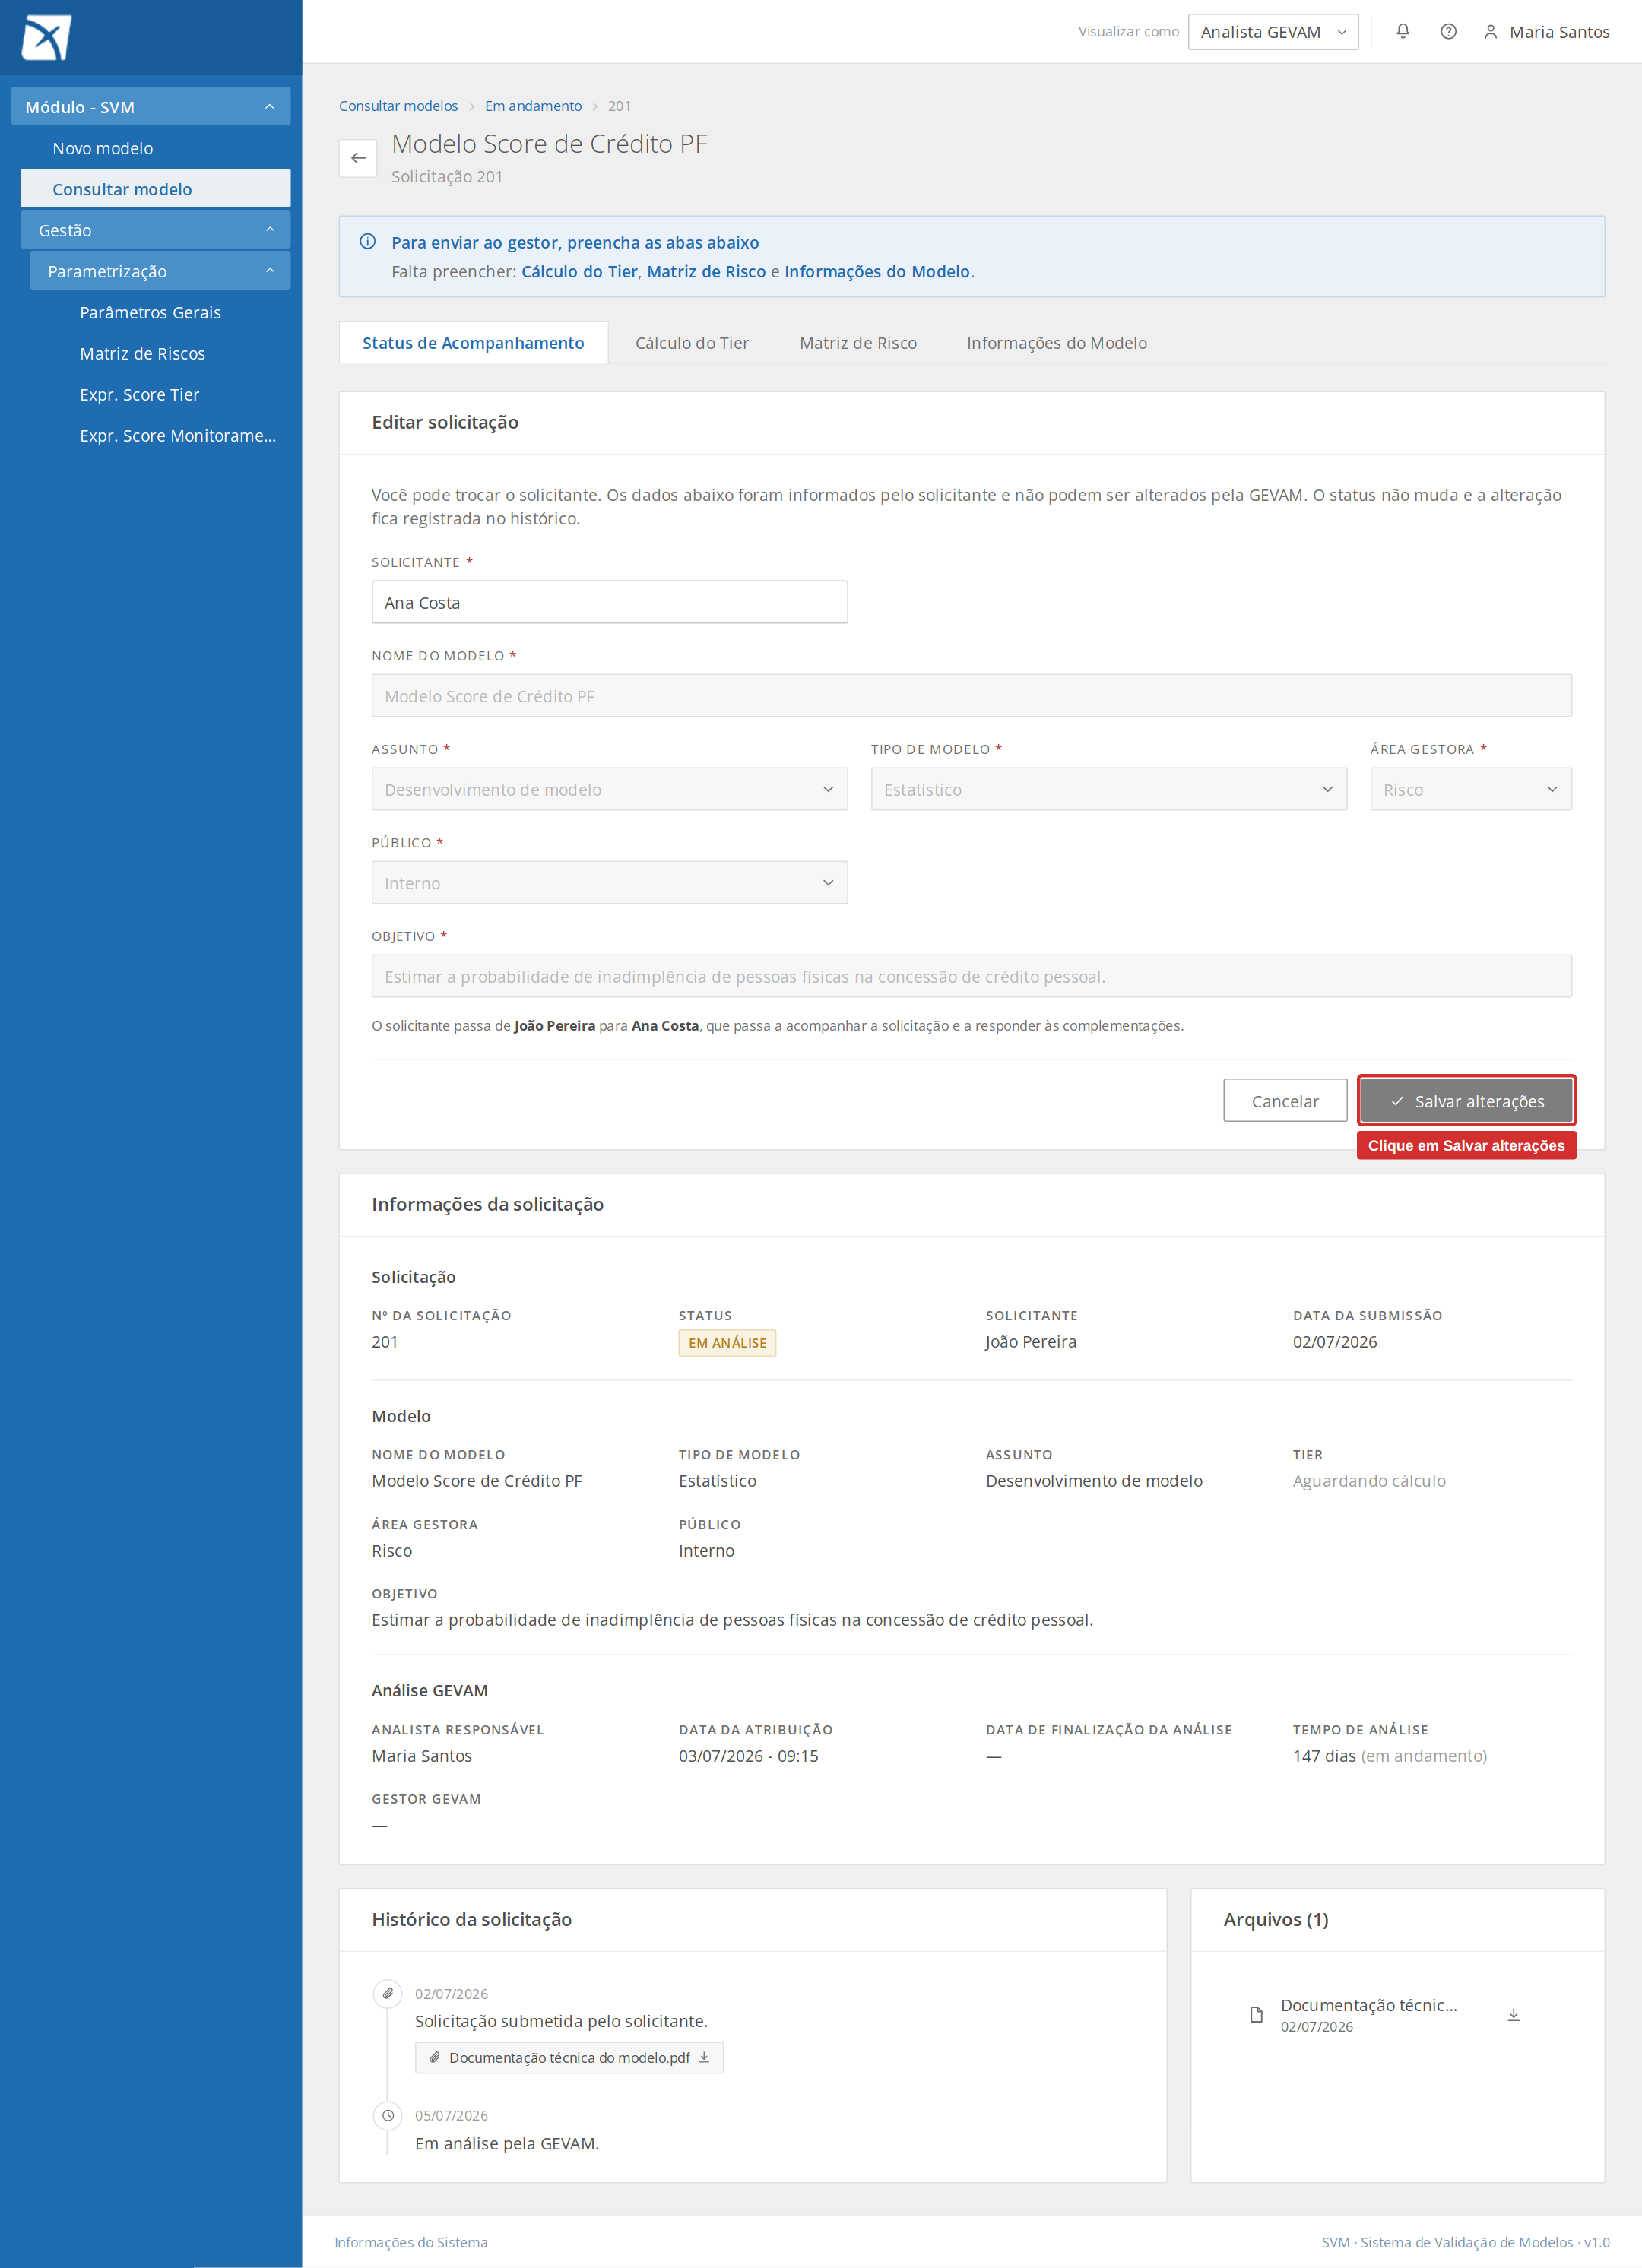 Visualizar como
Analista GEVAM
Maria Santos
Módulo - SVM
Novo modelo
Consultar modelo
Gestão
Parametrização
Parâmetros Gerais
Matriz de Riscos
Expr. Score Tier
Expr. Score Monitorame...
Consultar modelos > Em andamento > 201
Modelo Score de Crédito PF
Solicitação 201
Para enviar ao gestor, preencha as abas abaixo
Falta preencher: Cálculo do Tier, Matriz de Risco e Informações do Modelo.
Status de Acompanhamento
Cálculo do Tier
Matriz de Risco
Informações do Modelo
Editar solicitação
Você pode trocar o solicitante. Os dados abaixo foram informados pelo solicitante e não podem ser alterados pela GEVAM. O status não muda e a alteração
fica registrada no histórico.
SOLICITANTE *
Ana Costa
NOME DO MODELO *
Modelo Score de Crédito PF
ASSUNTO * TIPO DE MODELO * ÁREA GESTORA *
Desenvolvimento de modelo Estatístico Risco
PÚBLICO *
Interno
OBJETIVO *
Estimar a probabilidade de inadimplência de pessoas físicas na concessão de crédito pessoal.
O solicitante passa de João Pereira para Ana Costa, que passa a acompanhar a solicitação e a responder às complementações.
Cancelar
Salvar alterações
Clique em Salvar alterações
Informações da solicitação
Solicitação
Nº DA SOLICITAÇÃO STATUS SOLICITANTE DATA DA SUBMISSÃO
201 EM ANÁLISE João Pereira 02/07/2026
Modelo
NOME DO MODELO TIPO DE MODELO ASSUNTO TIER
Modelo Score de Crédito PF Estatístico Desenvolvimento de modelo Aguardando cálculo
ÁREA GESTORA PÚBLICO
Risco Interno
OBJETIVO
Estimar a probabilidade de inadimplência de pessoas físicas na concessão de crédito pessoal.
Análise GEVAM
ANALISTA RESPONSÁVEL DATA DA ATRIBUIÇÃO DATA DE FINALIZAÇÃO DA ANÁLISE TEMPO DE ANÁLISE
Maria Santos 03/07/2026 - 09:15 — 147 dias (em andamento)
GESTOR GEVAM
—
Histórico da solicitação
02/07/2026
Solicitação submetida pelo solicitante.
Documentação técnica do modelo.pdf
05/07/2026
Em análise pela GEVAM.
Arquivos (1)
Documentação técnic...
02/07/2026
Informações do Sistema
SVM · Sistema de Validação de Modelos · v1.0